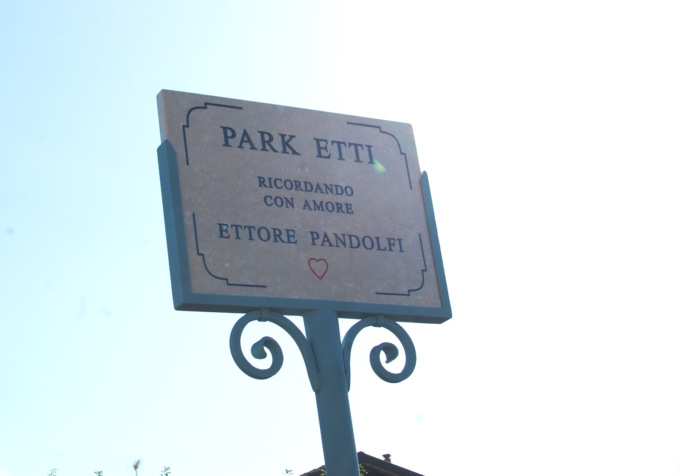 PARK ETTI
RICORDANDO
CON AMORE
ETTORE PANDOLFI